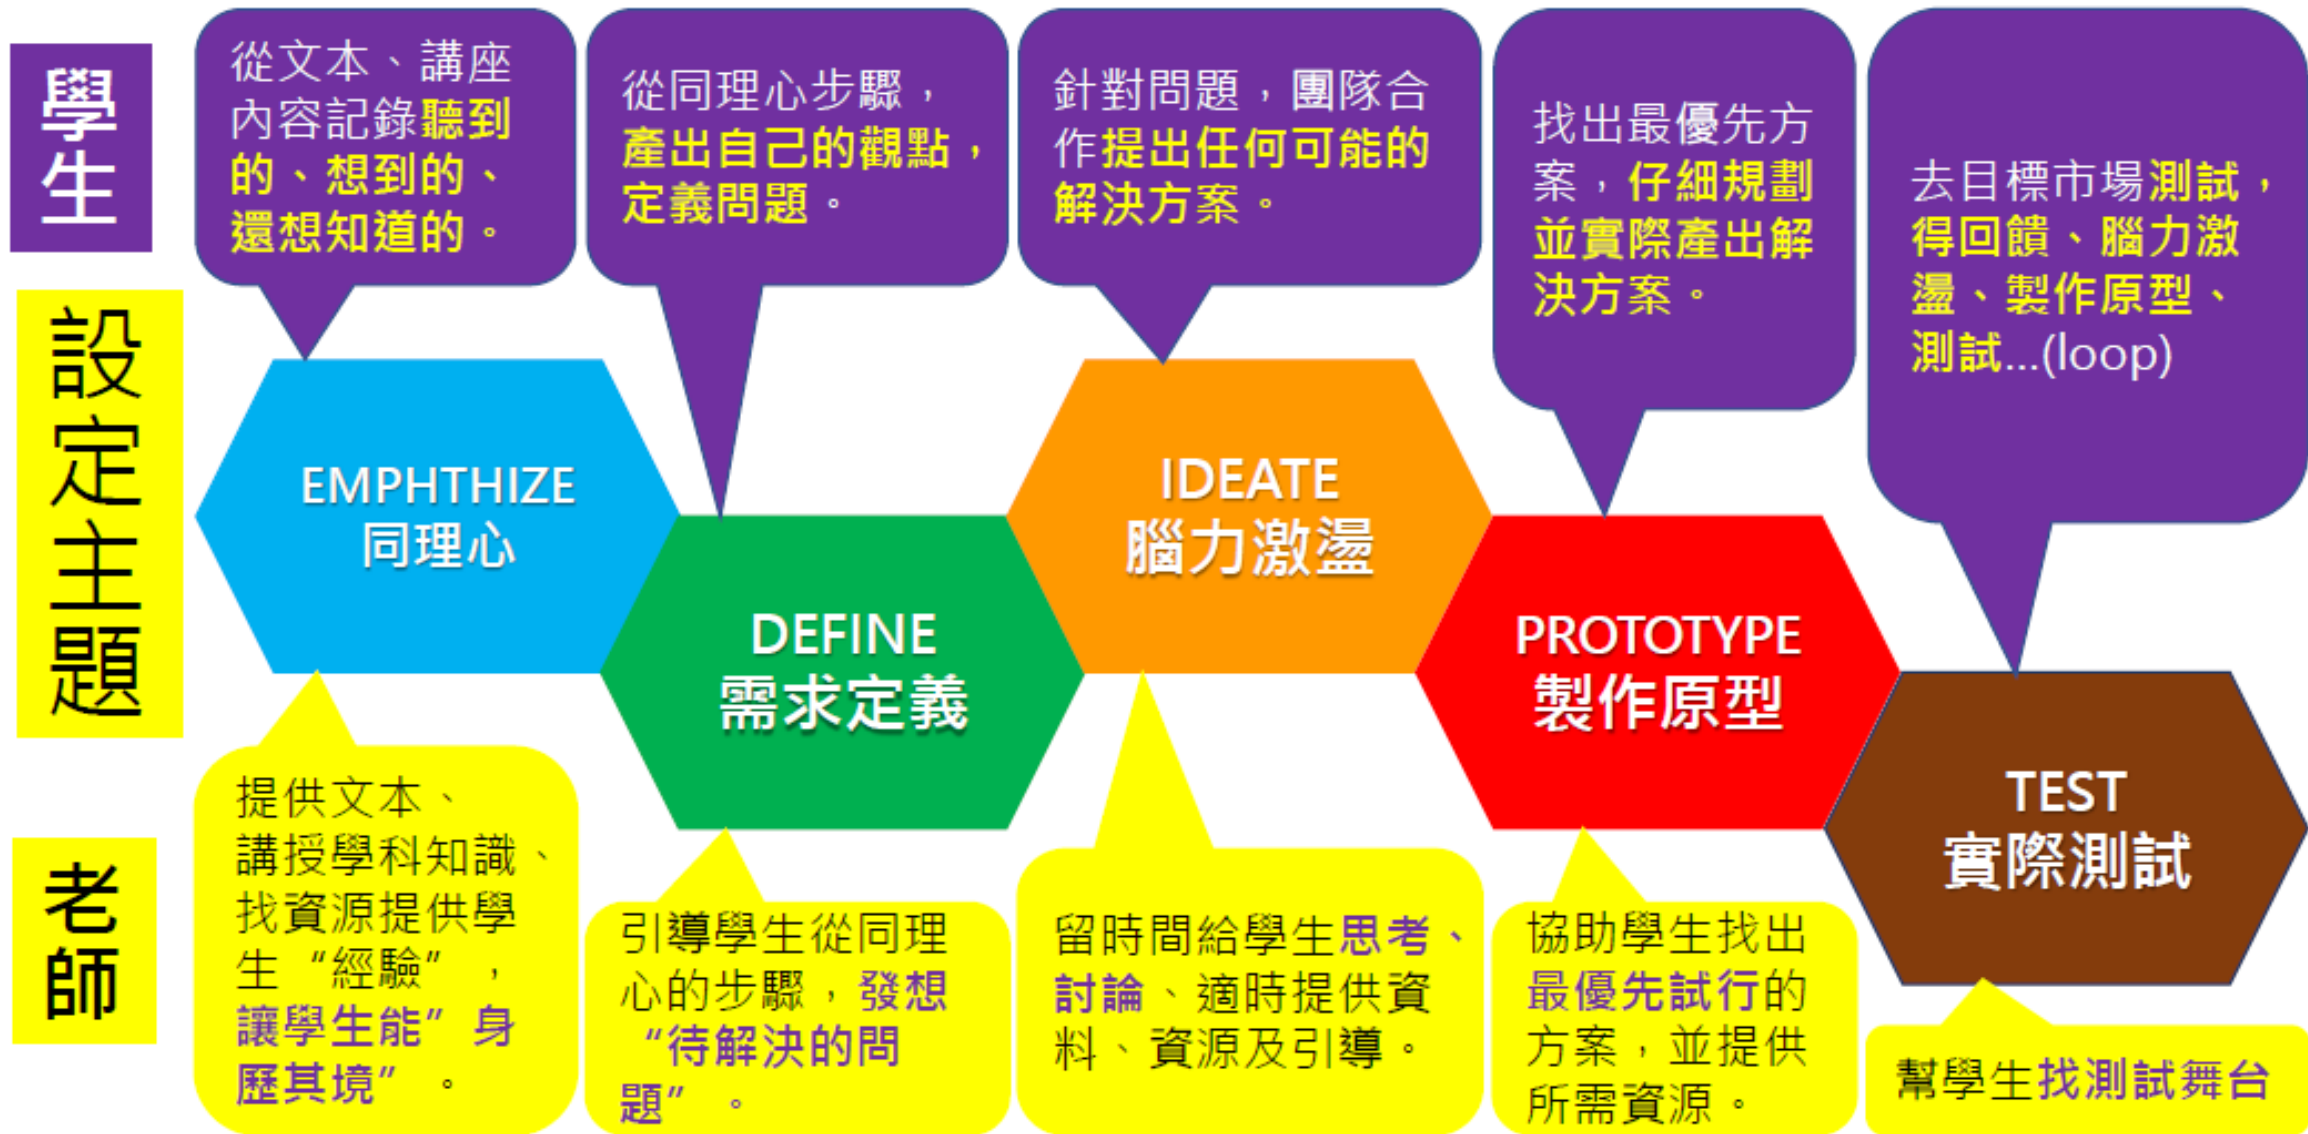 學生
從文本、講座
內容記錄聽到
的、想到的、
還想知道的。
從同理心步驟，
產出自己的觀點，
定義問題。
針對問題，團隊合
作提出任何可能的
解決方案。
找出最優先方
案，仔細規劃
並實際產出解
決方案。
去目標市場測試，
得回饋、腦力激
盪、製作原型、
測試...(loop)
設定主題
EMPHTHIZE
同理心
DEFINE
需求定義
IDEATE
腦力激盪
PROTOTYPE
製作原型
TEST
實際測試
老師
提供文本、
講授學科知識、
找資源提供學
生“經驗”，
讓學生能”身
歷其境”。
引導學生從同理
心的步驟，發想
“待解決的問
題”。
留時間給學生思考、
討論、適時提供資
料、資源及引導。
協助學生找出
最優先試行的
方案，並提供
所需資源。
幫學生找測試舞台